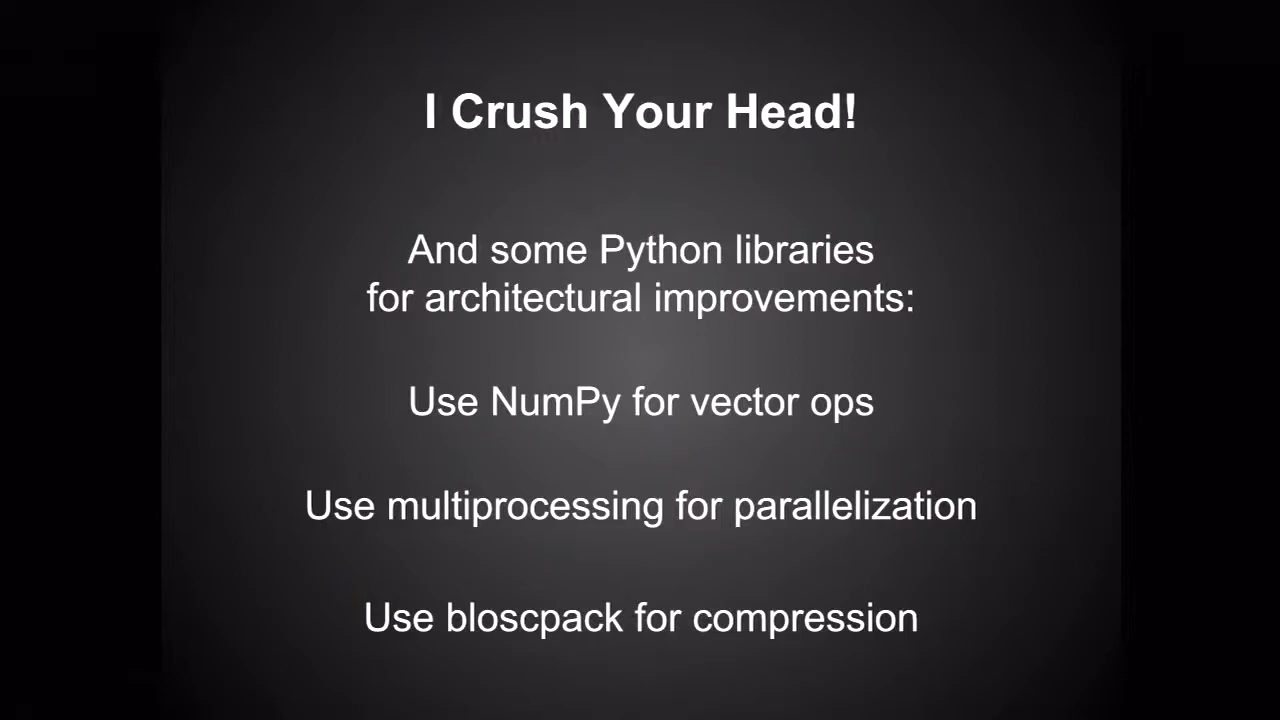 I Crush Your Head!
And some Python libraries
for architectural improvements:
Use NumPy for vector ops
Use multiprocessing for parallelization
Use bloscpack for compression